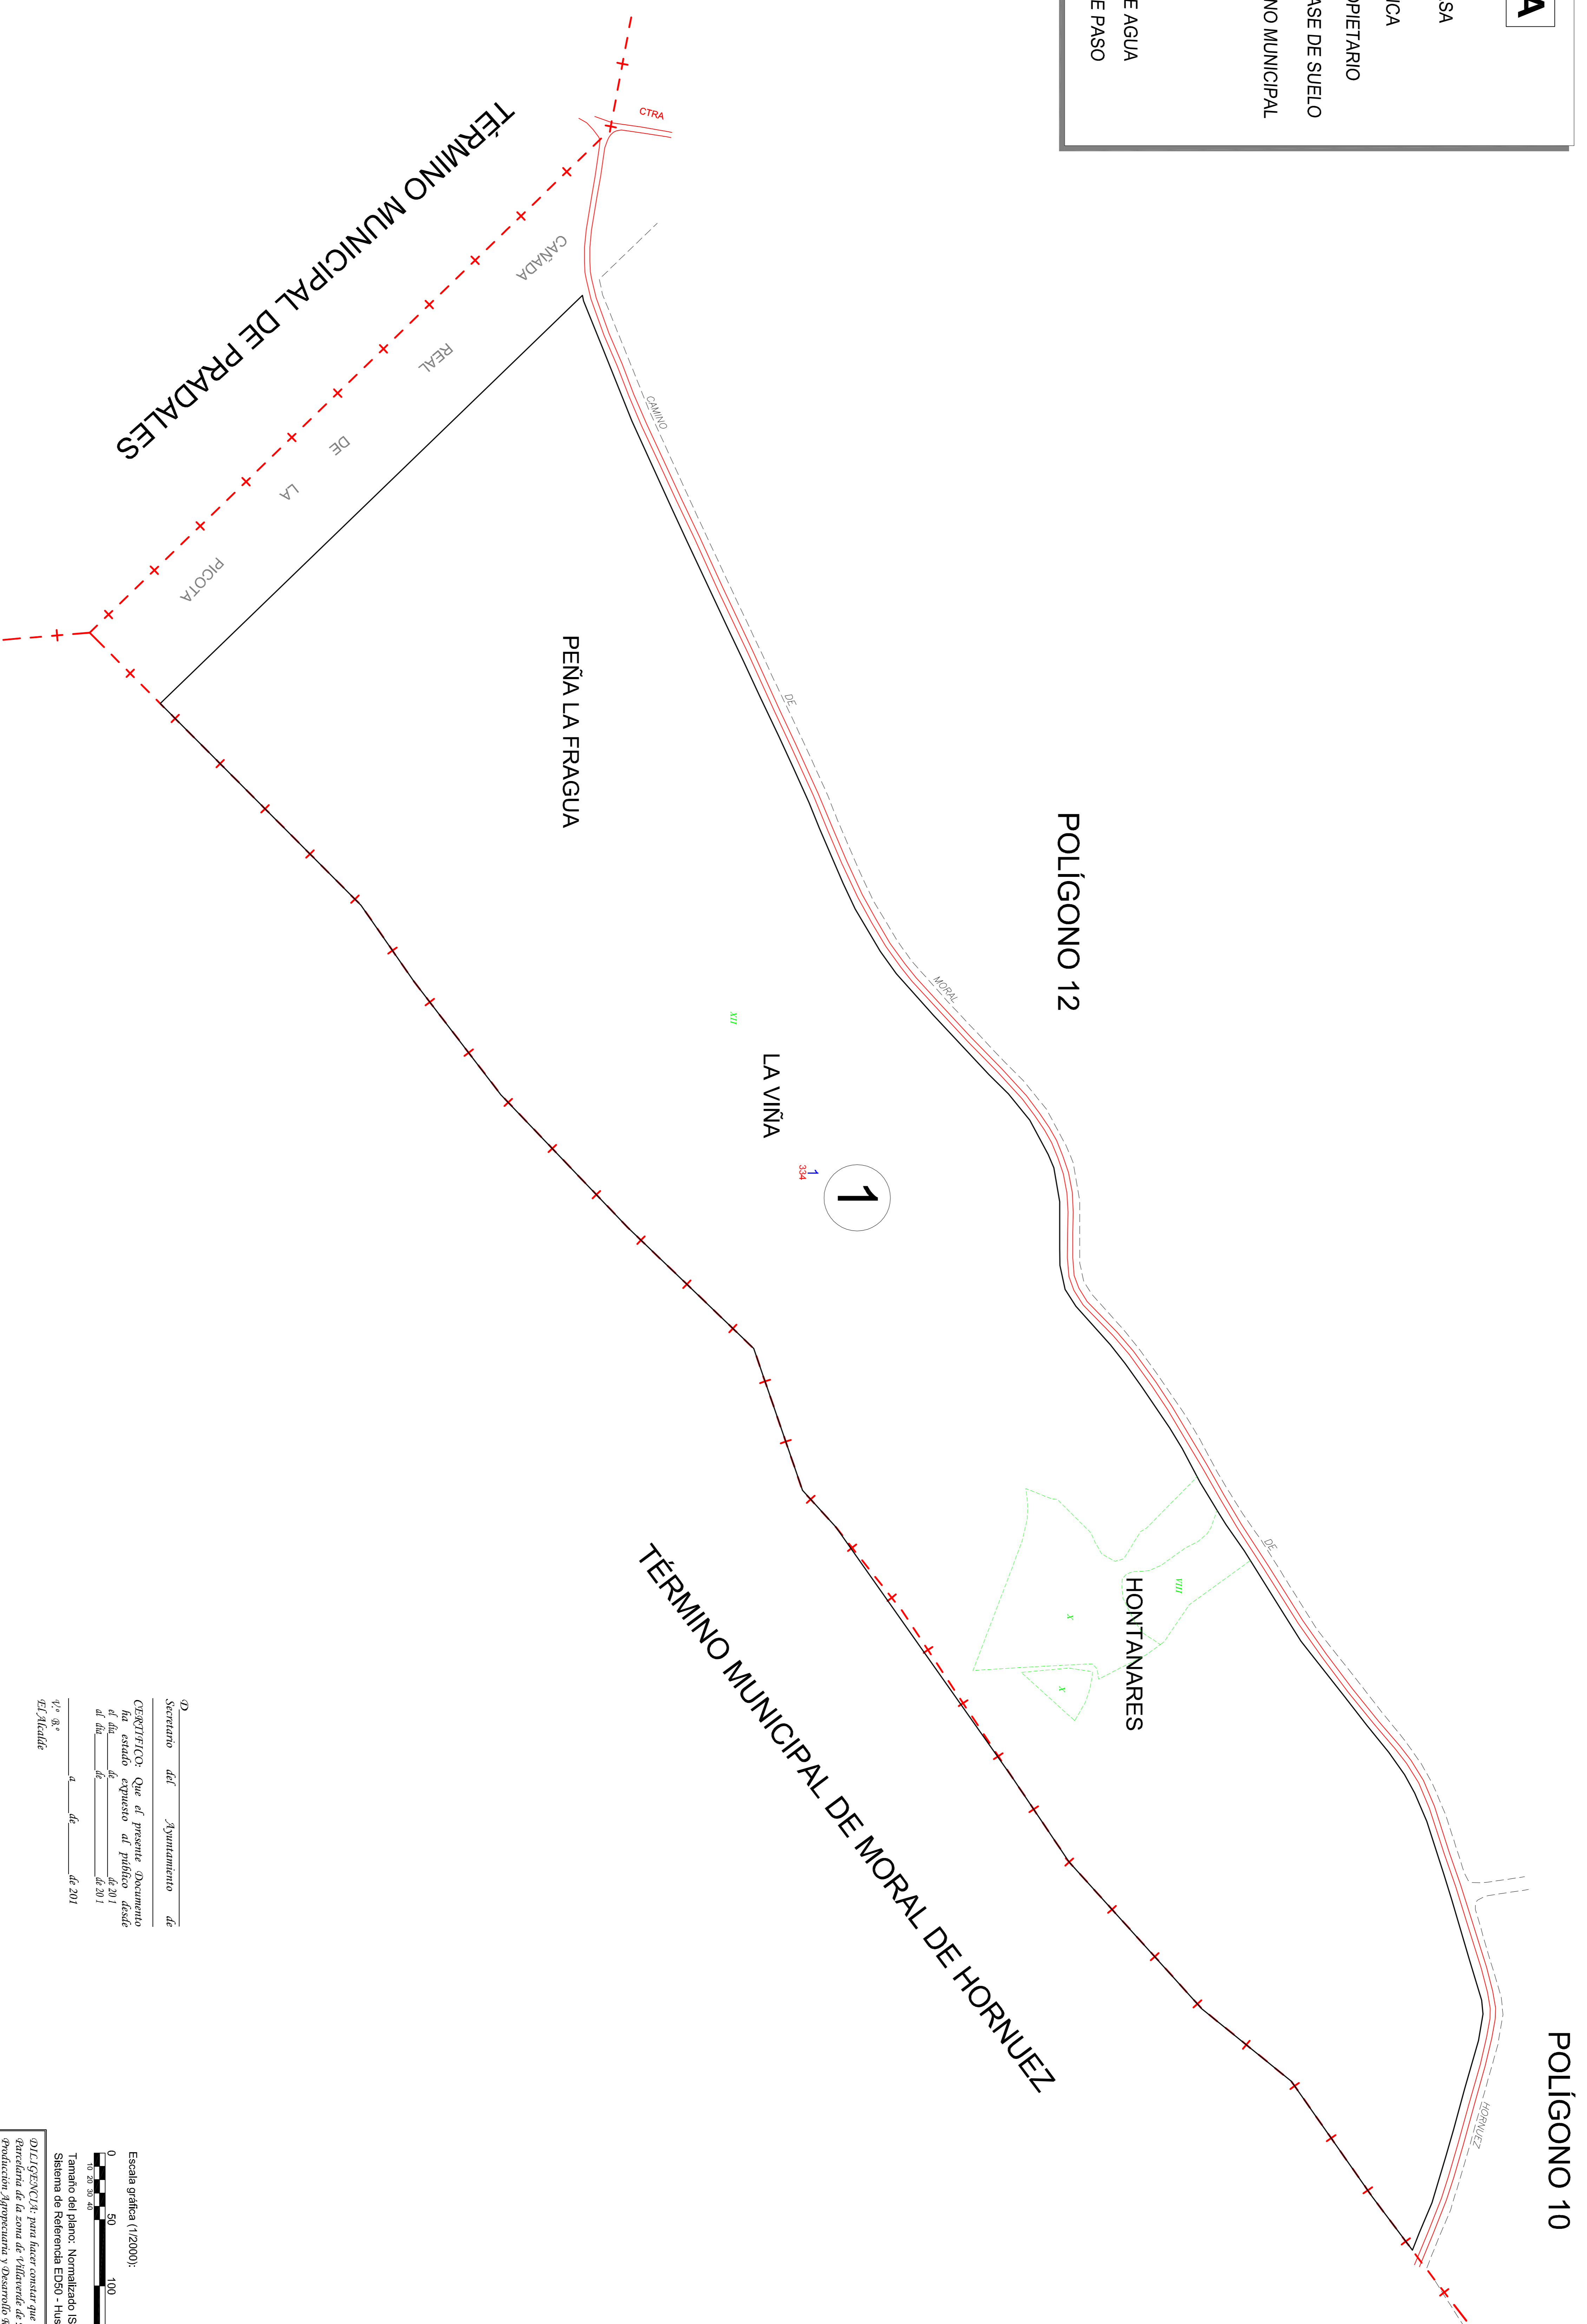 A
ASA
ICA
OPIETARIO
ASE DE SUELO
NO MUNICIPAL
E AGUA
E PASO
CTRA
TÉRMINO MUNICIPAL DE PRADALES
CAÑADA
REAL
DE
LA
PICOTA
CAMINO
DE
MORAL
DE
HORNUEZ
PEÑA LA FRAGUA
POLÍGONO 12
XII
LA VIÑA
1
334
1
HONTANARES
VIII
X
X
TÉRMINO MUNICIPAL DE MORAL DE HORNUEZ
POLÍGONO 10
D
Secretario del Ayuntamiento de
CERTIFICO: Que el presente Documento
ha estado expuesto al público desde
el día de de 201
al día de de 201
a de de 201
V.º B.º
El Alcalde
Escala gráfica (1/2000):
0 50 100
10 20 30 40
Tamaño del plano: Normalizado IS
Sistema de Referencia ED50 - Hus
DILIGENCIA: para hacer constar que
Parcelaria de la zona de Villaverde de
Producción Agropecuaria y Desarrollo